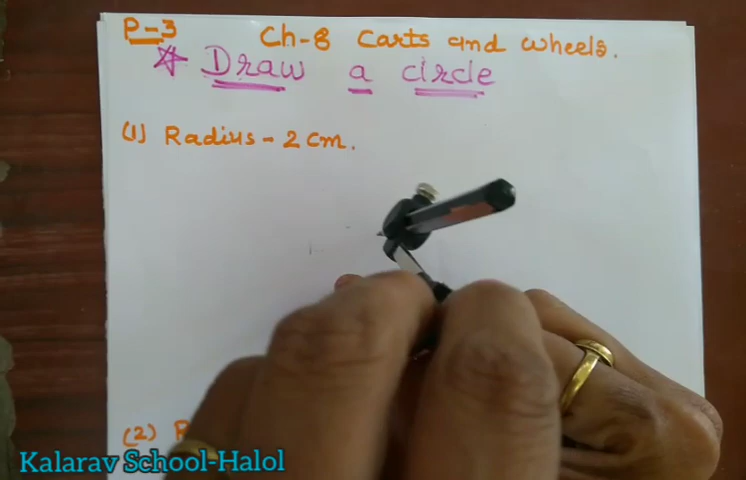 P-3
Ch-8 Carts and wheels.
Draw a circle
(1) Radius - 2 cm.
(2) R
Kalarav School-Halol